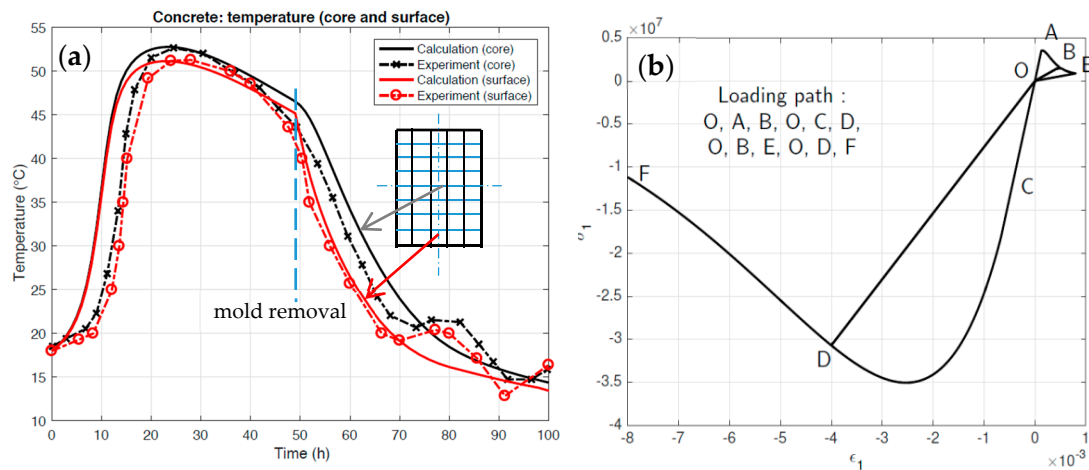 Concrete: temperature (core and surface)
(a)
Calculation (core)
Experiment (core)
Calculation (surface)
Experiment (surface)
mold removal
Temperature (°C)
55
50
45
40
35
30
25
20
15
10
0
10
20
30
40
50
60
70
80
90
100
Time (h)
×10⁷
(b)
0.5
0
-0.5
-1
-1.5
-2
-2.5
-3
-3.5
-4
σ₁
A
B
E
O
Loading path :
O, A, B, O, C, D,
O, B, E, O, D, F
C
F
D
-8
-7
-6
-5
-4
-3
-2
-1
0
1
ϵ₁
×10⁻³